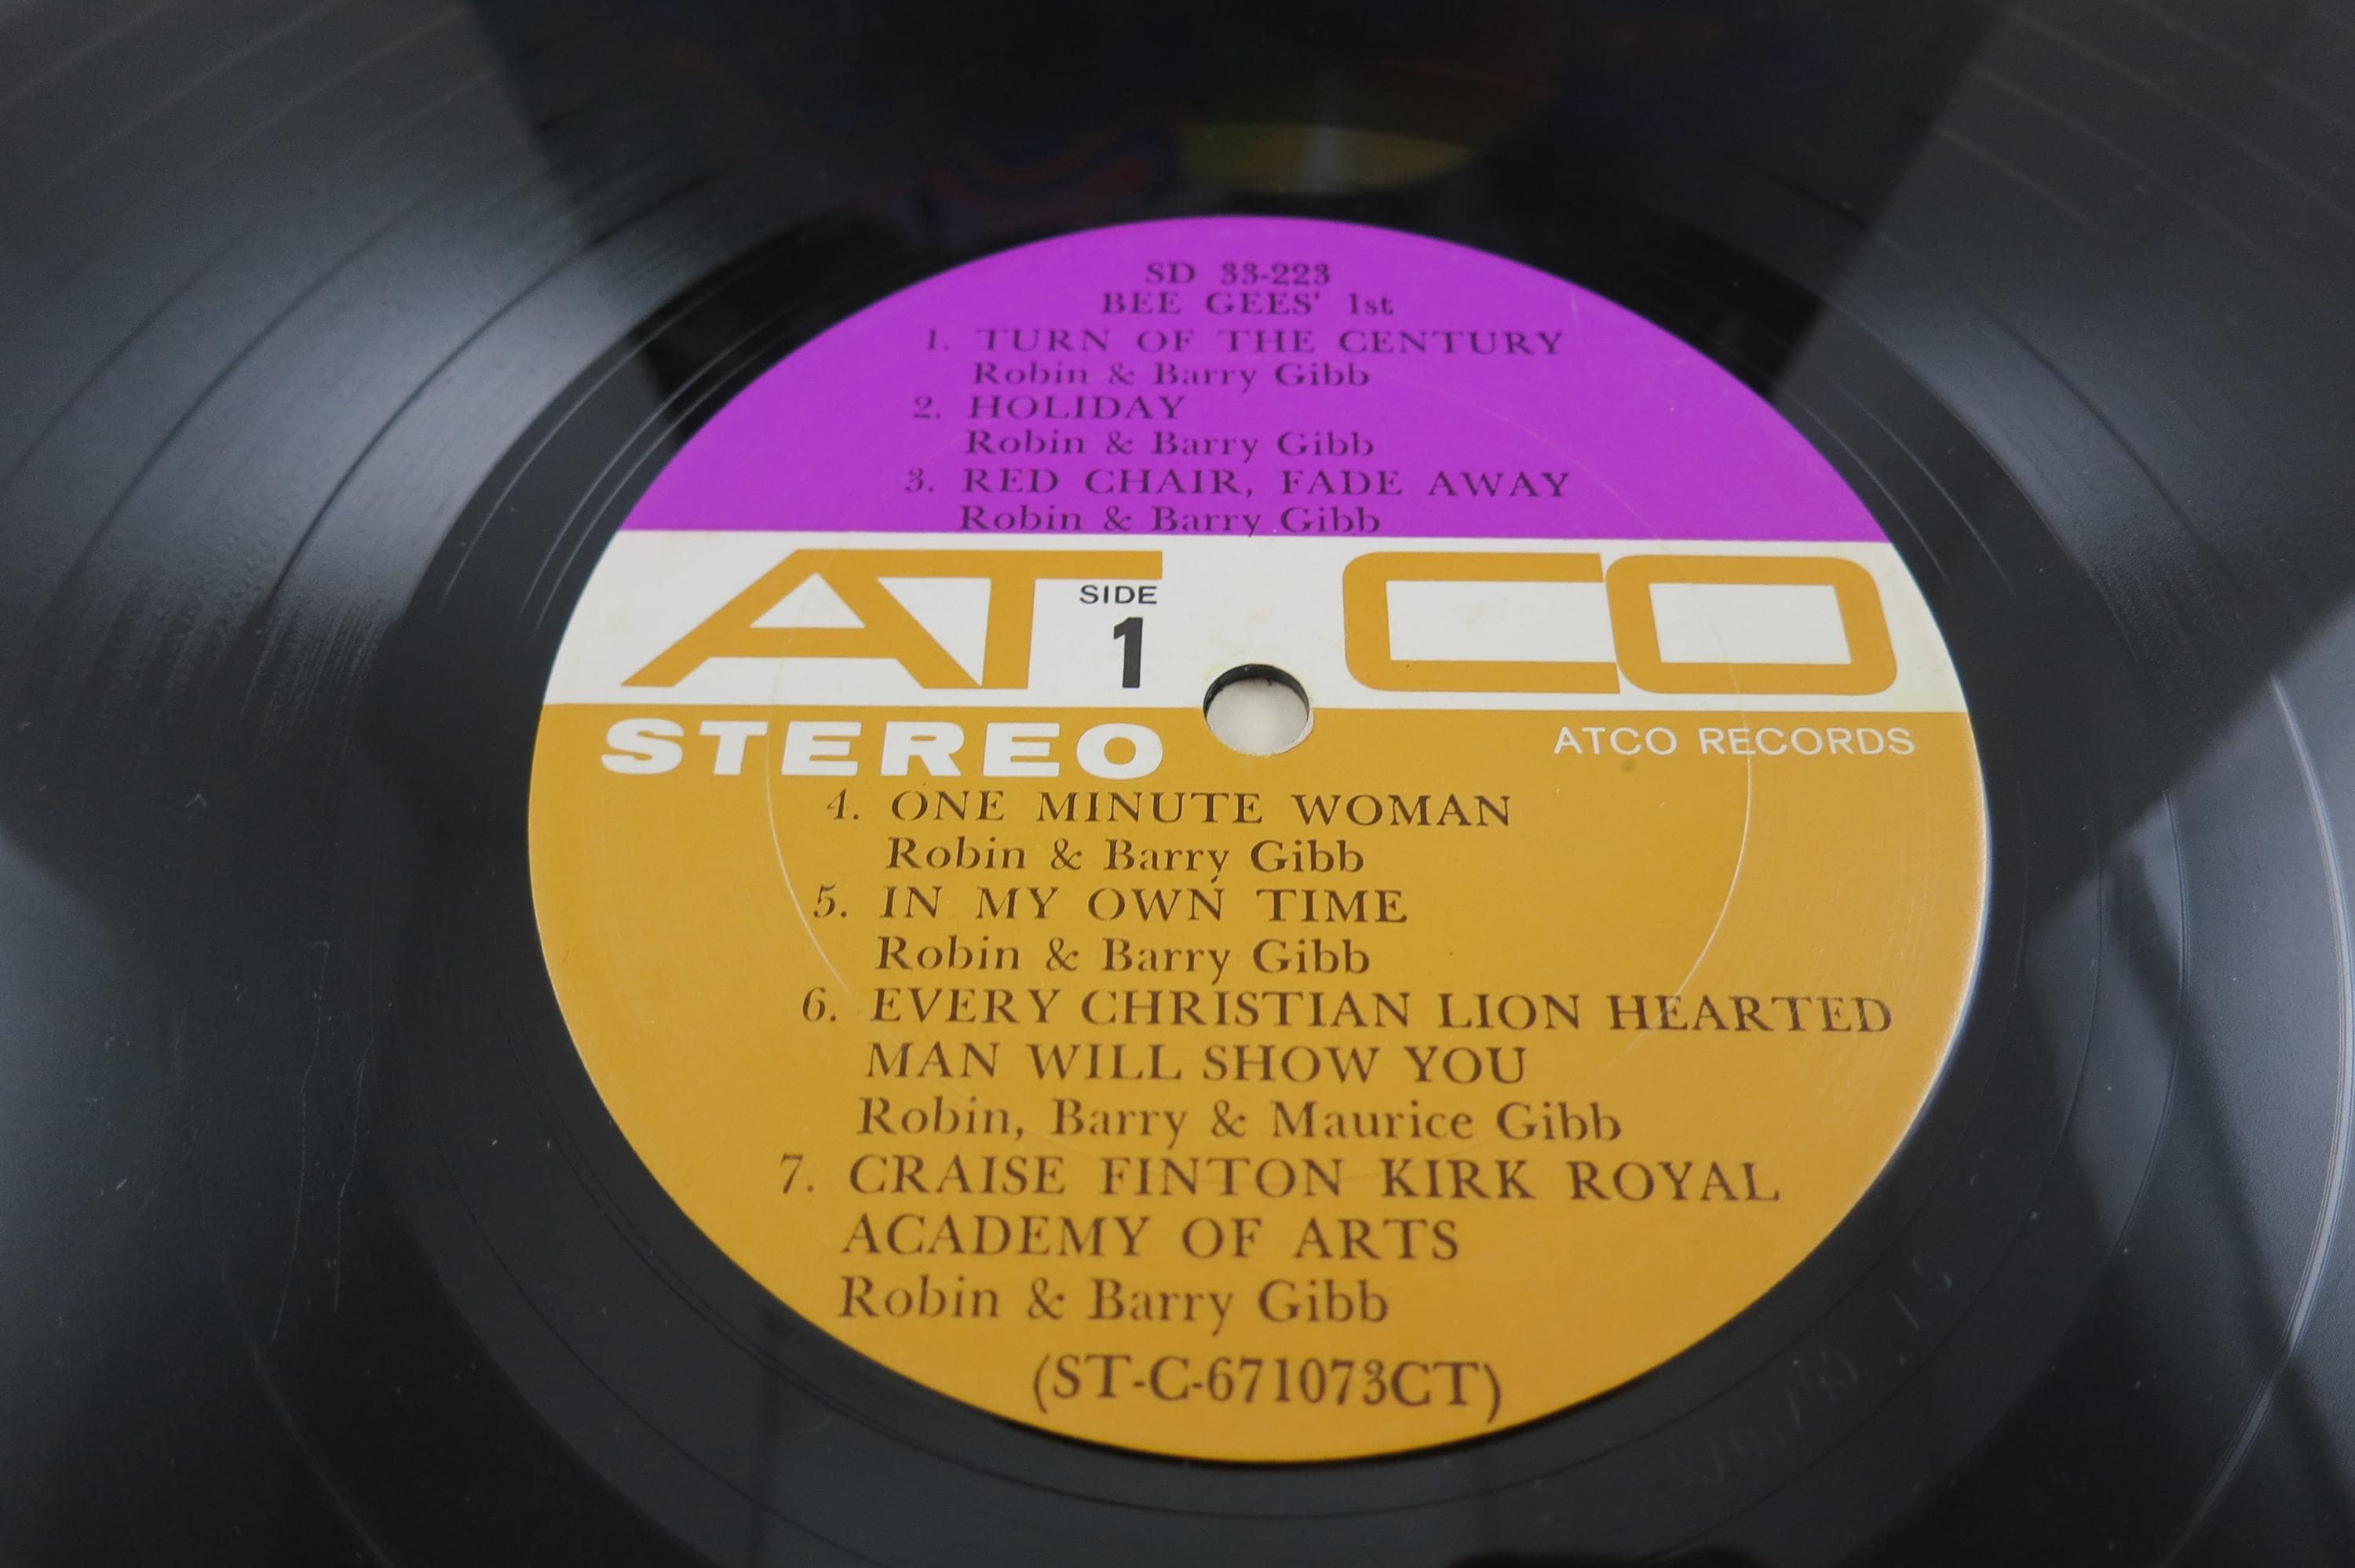 SD 33-223
BEE GEES' 1st
1. TURN OF THE CENTURY
Robin & Barry Gibb
2. HOLIDAY
Robin & Barry Gibb
3. RED CHAIR, FADE AWAY
Robin & Barry Gibb
ATCO
SIDE
1
STEREO
ATCO RECORDS
4. ONE MINUTE WOMAN
Robin & Barry Gibb
5. IN MY OWN TIME
Robin & Barry Gibb
6. EVERY CHRISTIAN LION HEARTED
MAN WILL SHOW YOU
Robin, Barry & Maurice Gibb
7. CRAISE FINTON KIRK ROYAL
ACADEMY OF ARTS
Robin & Barry Gibb
(ST-C-671073CT)